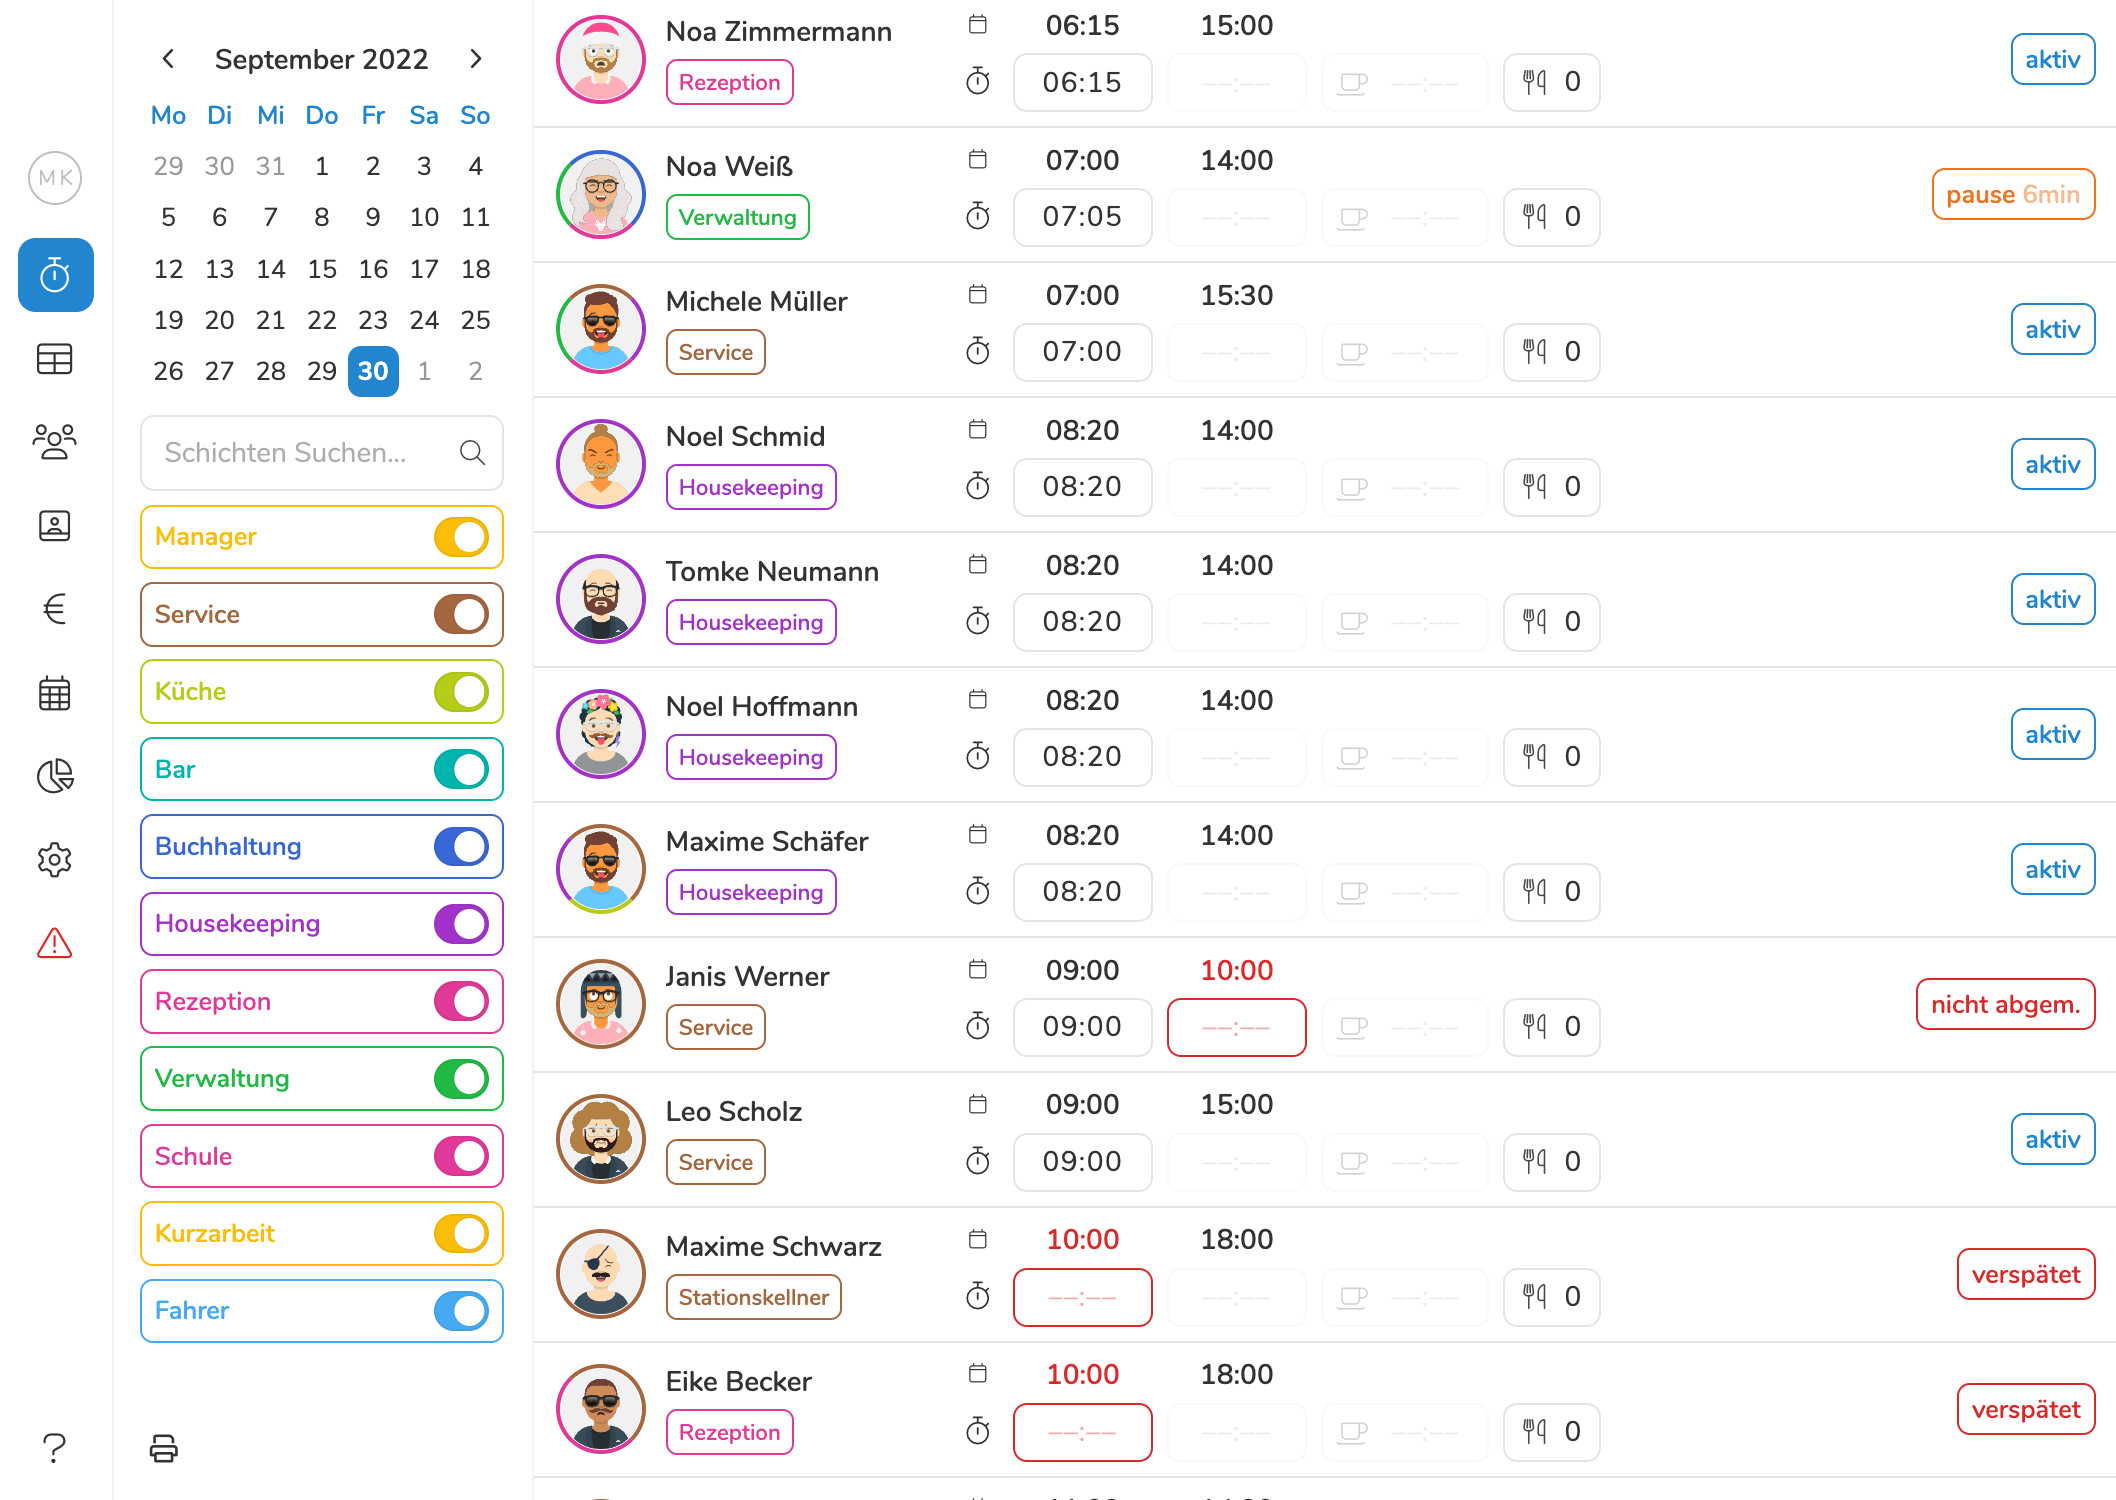 MK
September 2022
Mo Di Mi Do Fr Sa So
29 30 31 1 2 3 4
5 6 7 8 9 10 11
12 13 14 15 16 17 18
19 20 21 22 23 24 25
26 27 28 29 30 1 2
Schichten Suchen...
Manager
Service
Küche
Bar
Buchhaltung
Housekeeping
Rezeption
Verwaltung
Schule
Kurzarbeit
Fahrer
?
Noa Zimmermann 06:15 15:00
Rezeption 06:15 --:-- --:-- 0
aktiv
Noa Weiß 07:00 14:00
Verwaltung 07:05 --:-- --:-- 0
pause 6min
Michele Müller 07:00 15:30
Service 07:00 --:-- --:-- 0
aktiv
Noel Schmid 08:20 14:00
Housekeeping 08:20 --:-- --:-- 0
aktiv
Tomke Neumann 08:20 14:00
Housekeeping 08:20 --:-- --:-- 0
aktiv
Noel Hoffmann 08:20 14:00
Housekeeping 08:20 --:-- --:-- 0
aktiv
Maxime Schäfer 08:20 14:00
Housekeeping 08:20 --:-- --:-- 0
aktiv
Janis Werner 09:00 10:00
Service 09:00 --:-- --:-- 0
nicht abgem.
Leo Scholz 09:00 15:00
Service 09:00 --:-- --:-- 0
aktiv
Maxime Schwarz 10:00 18:00
Stationskellner --:-- --:-- --:-- 0
verspätet
Eike Becker 10:00 18:00
Rezeption --:-- --:-- --:-- 0
verspätet